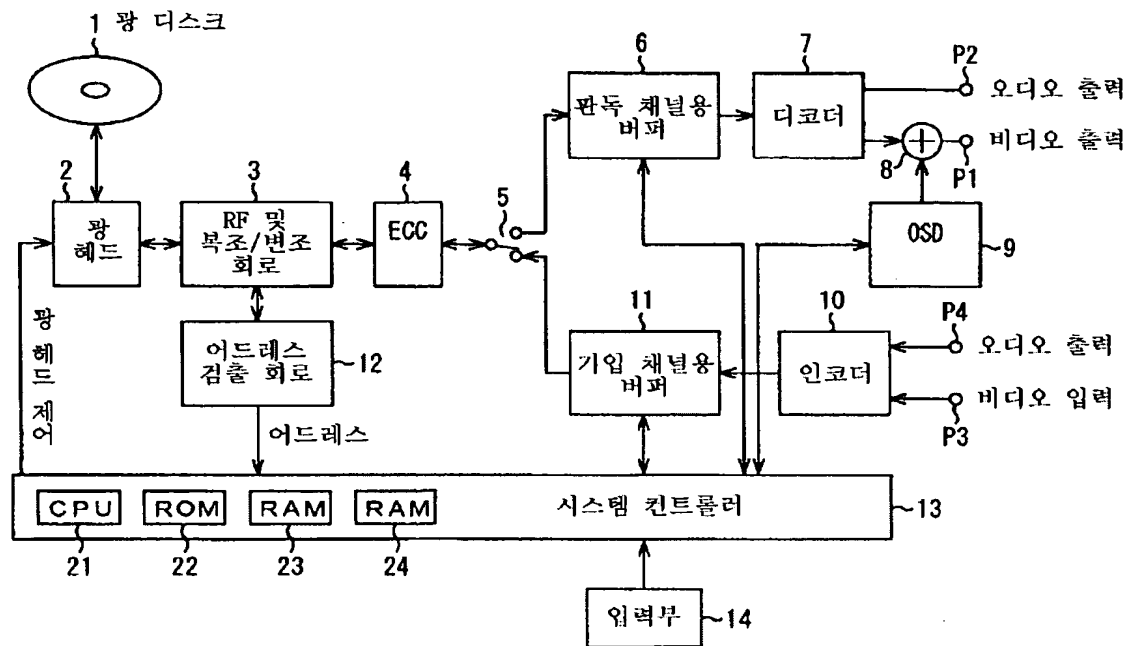 1 광 디스크
6
7
P2
오디오 출력
판독 채널용
버퍼
디코더
비디오 출력
8
P1
2
3
4
5
광
헤드
RF 및
복조/변조
회로
ECC
OSD
9
11
10
P4
어드레스
검출 회로
12
기입 채널용
버퍼
인코더
오디오 출력
비디오 입력
P3
광 헤드 제어
어드레스
CPU
ROM
RAM
RAM
시스템 컨트롤러
13
21
22
23
24
입력부
14